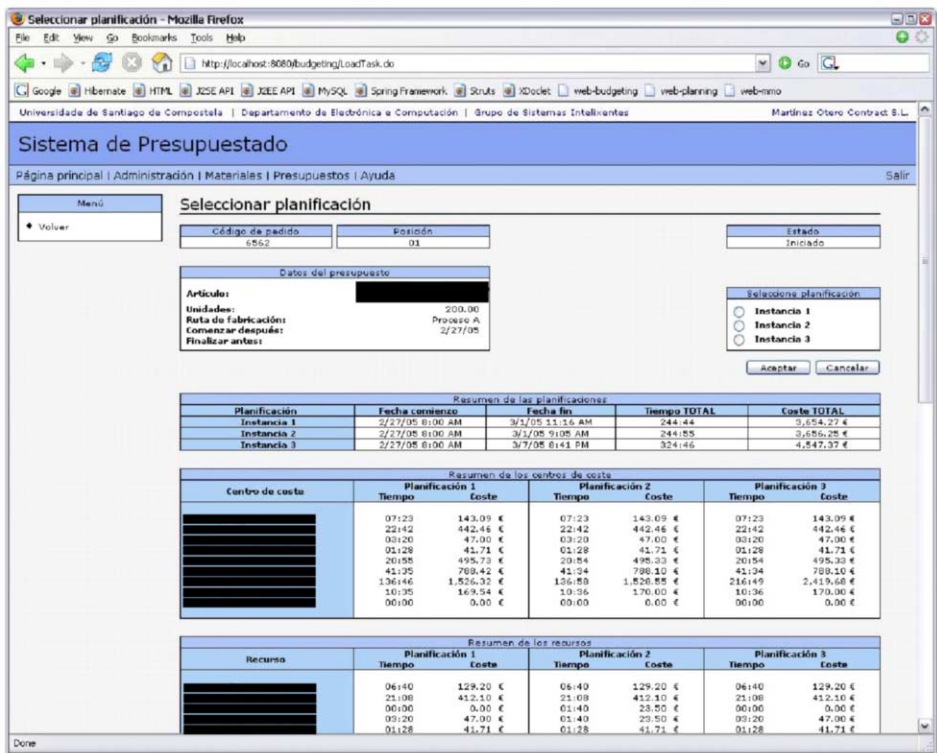 Seleccionar planificación - Mozilla Firefox
File Edit View Go Bookmarks Tools Help
http://localhost:8080/budgeting/LoadTask.do Go
Google Hibernate HTML J2SE API J2EE API MySQL Spring Framework Struts XDoclet web-budgeting web-planning web-mmo
Universidade de Santiago de Compostela | Departamento de Electrónica e Computación | Grupo de Sistemas Intelixentes Martínez Otero Contract S.L.
Sistema de Presupuestado
Página principal | Administración | Materiales | Presupuestos | Ayuda Salir
Menú
Volver
Seleccionar planificación
Código de pedido Posición Estado
6562 01 Iniciado
Datos del presupuesto
Artículo:
Unidades: 200.00
Ruta de fabricación: Proceso A
Comenzar después: 2/27/05
Finalizar antes:
Seleccione planificación
Instancia 1
Instancia 2
Instancia 3
Aceptar Cancelar
Resumen de las planificaciones
Planificación Fecha comienzo Fecha fin Tiempo TOTAL Coste TOTAL
Instancia 1 2/27/05 8:00 AM 3/1/05 11:16 AM 244:44 3,654.27 €
Instancia 2 2/27/05 8:00 AM 3/1/05 9:05 AM 244:55 3,656.25 €
Instancia 3 2/27/05 8:00 AM 3/7/05 8:41 PM 324:46 4,547.37 €
Resumen de los centros de coste
Centro de coste Planificación 1 Planificación 2 Planificación 3
Tiempo Coste Tiempo Coste Tiempo Coste
07:23 143.09 € 07:23 143.09 € 07:23 143.09 €
22:42 442.46 € 22:42 442.46 € 22:42 442.46 €
03:20 47.00 € 03:20 47.00 € 03:20 47.00 €
01:28 41.71 € 01:28 41.71 € 01:28 41.71 €
20:55 495.73 € 20:54 495.33 € 20:54 495.33 €
41:35 788.42 € 41:34 788.10 € 41:34 788.10 €
136:46 1,526.32 € 136:58 1,528.55 € 216:49 2,419.68 €
10:35 169.54 € 10:36 170.00 € 10:36 170.00 €
00:00 0.00 € 00:00 0.00 € 00:00 0.00 €
Resumen de los recursos
Recurso Planificación 1 Planificación 2 Planificación 3
Tiempo Coste Tiempo Coste Tiempo Coste
06:40 129.20 € 06:40 129.20 € 06:40 129.20 €
21:08 412.10 € 21:08 412.10 € 21:08 412.10 €
00:00 0.00 € 01:40 23.50 € 00:00 0.00 €
03:20 47.00 € 01:40 23.50 € 03:20 47.00 €
01:28 41.71 € 01:28 41.71 € 01:28 41.71 €
Done